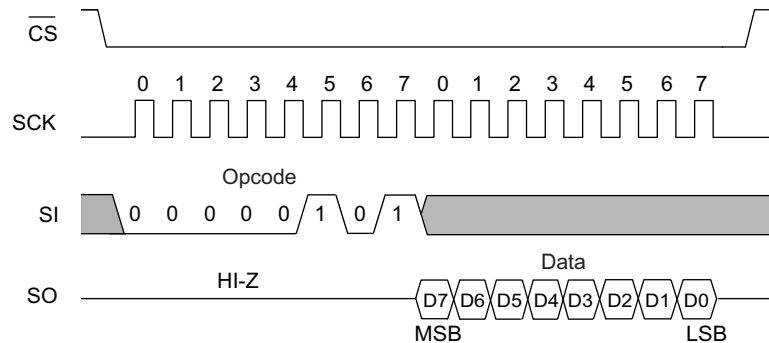 CS
0 1 2 3 4 5 6 7 0 1 2 3 4 5 6 7
SCK
Opcode
SI 0 0 0 0 0 1 0 1
Data
HI-Z
SO D7 D6 D5 D4 D3 D2 D1 D0
MSB LSB